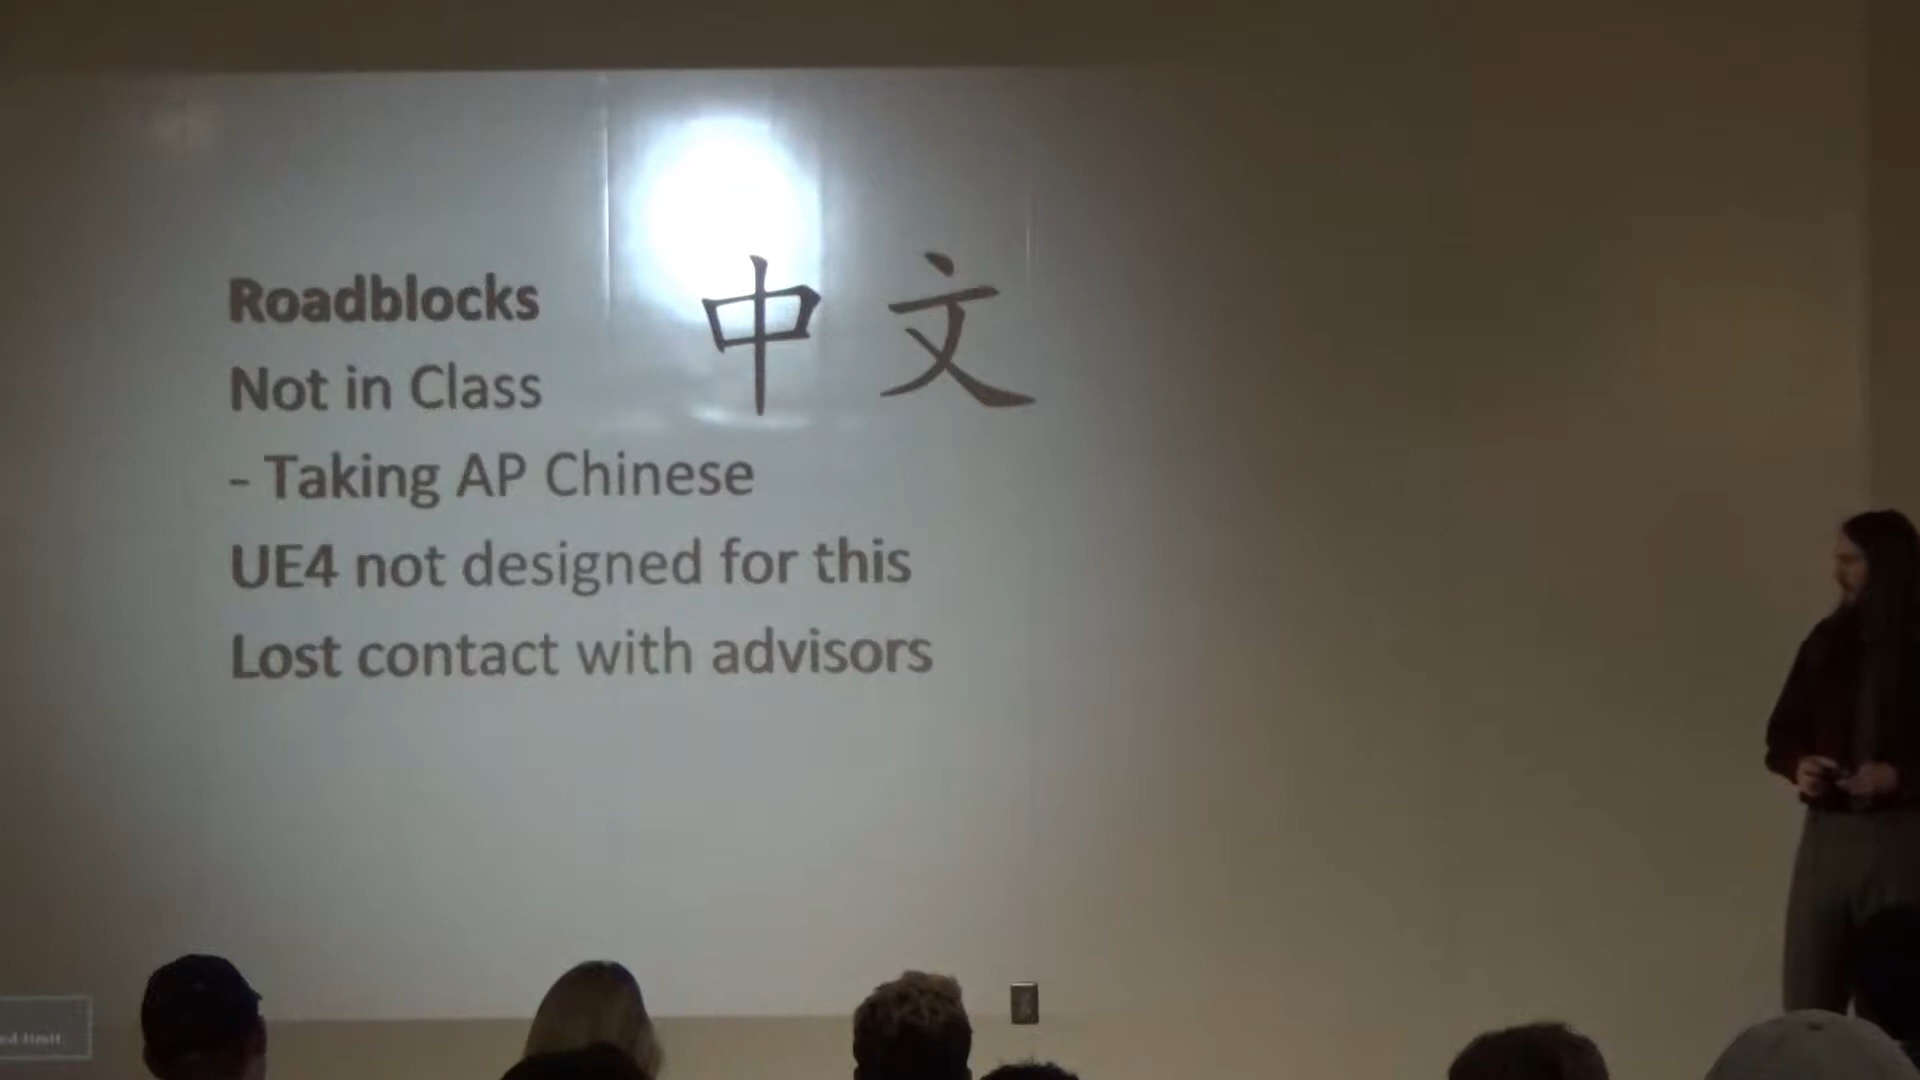 Roadblocks
中文
Not in Class
- Taking AP Chinese
UE4 not designed for this
Lost contact with advisors